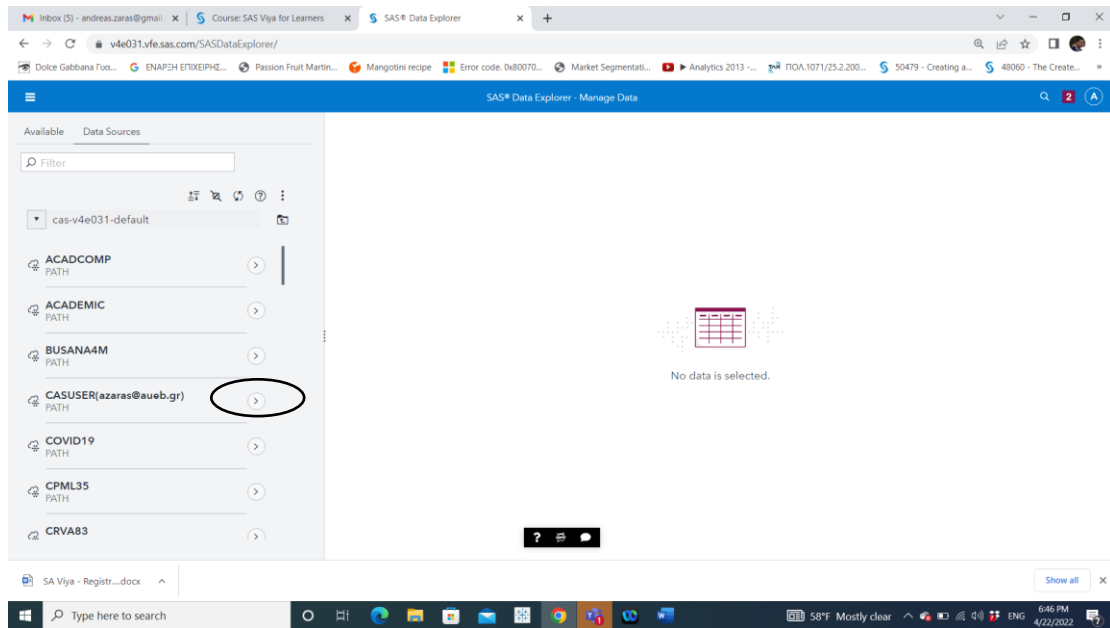 Inbox (5) - andreas.zaras@gmail.
Course: SAS Viya for Learners
SAS® Data Explorer
v4e031.vfe.sas.com/SASDataExplorer/
Dolce Gabbana Γυα...
ΕΝΑΡΞΗ ΕΠΙΧΕΙΡΗΣ...
Passion Fruit Martin...
Mangotini recipe
Error code. 0x80070...
Market Segmentati...
► Analytics 2013 -...
ΠΟΛ.1071/25.2.200...
50479 - Creating a...
48060 - The Create...
»
SAS® Data Explorer - Manage Data
2
A
Available Data Sources
Filter
cas-v4e031-default
ACADCOMP
PATH
ACADEMIC
PATH
BUSANA4M
PATH
CASUSER(azaras@aueb.gr)
PATH
COVID19
PATH
CPML35
PATH
CRVA83
No data is selected.
?
SA Viya - Registr....docx
Show all
Type here to search
58°F Mostly clear
ENG
6:46 PM
4/22/2022